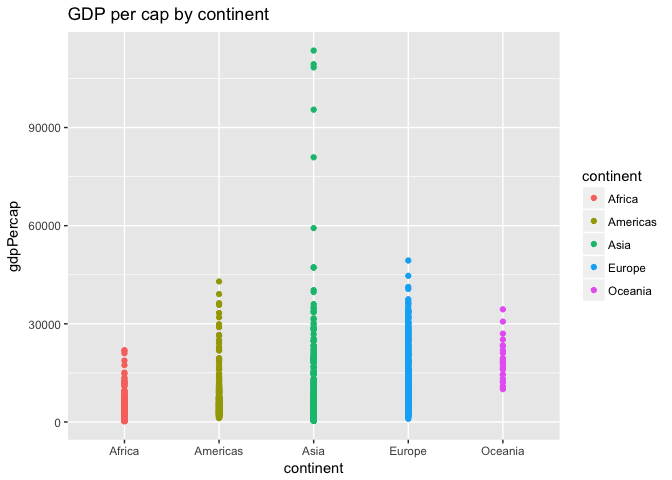 GDP per cap by continent
gdpPercap
90000
60000
30000
0
Africa Americas Asia Europe Oceania
continent
continent
Africa
Americas
Asia
Europe
Oceania